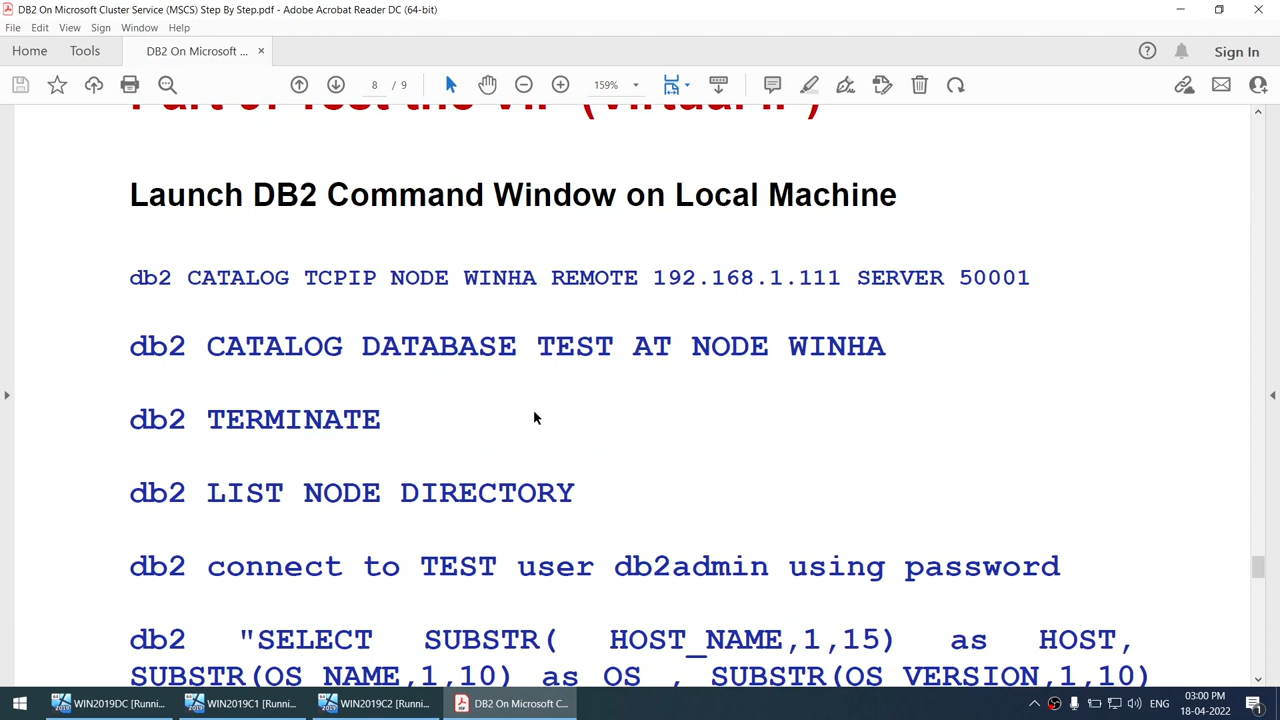 DB2 On Microsoft Cluster Service (MSCS) Step By Step.pdf - Adobe Acrobat Reader DC (64-bit)
File Edit View Sign Window Help
Home Tools DB2 On Microsoft ... × Sign In
8 / 9 159%
Launch DB2 Command Window on Local Machine
db2 CATALOG TCPIP NODE WINHA REMOTE 192.168.1.111 SERVER 50001
db2 CATALOG DATABASE TEST AT NODE WINHA
db2 TERMINATE
db2 LIST NODE DIRECTORY
db2 connect to TEST user db2admin using password
db2 "SELECT SUBSTR( HOST_NAME,1,15) as HOST,
SUBSTR(OS_NAME,1,10) as OS , SUBSTR(OS_VERSION,1,10)
WIN2019DC [Runni... WIN2019C1 [Runni... WIN2019C2 [Runni... DB2 On Microsoft C... ENG 03:00 PM
18-04-2022